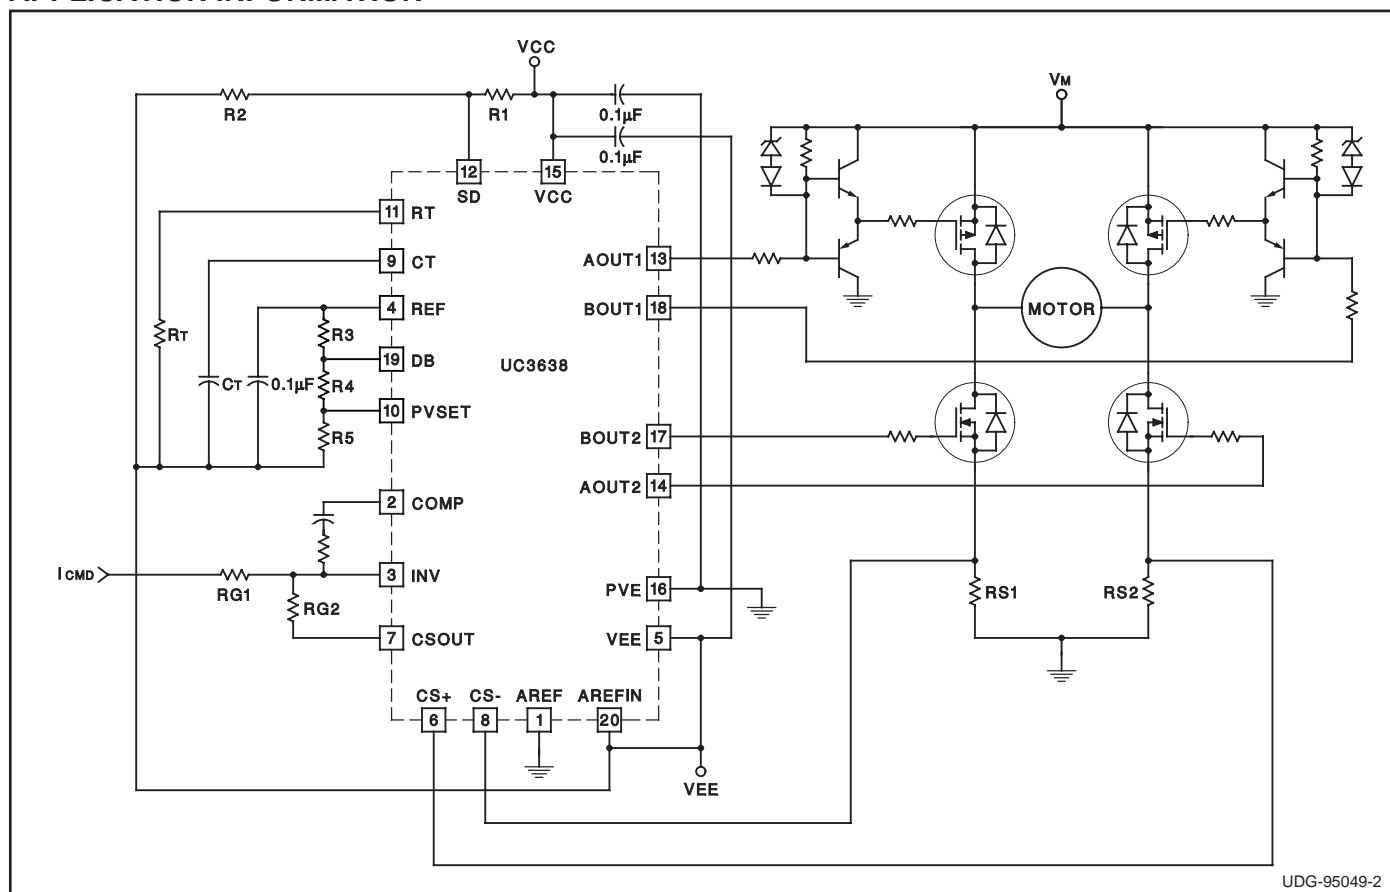 VCC
R2
R1
0.1µF
0.1µF
VM
12
SD
15
VCC
11 RT
9 CT
4 REF
R3
19 DB
RT
CT
0.1µF
R4
10 PVSET
R5
UC3638
AOUT1 13
BOUT1 18
MOTOR
BOUT2 17
AOUT2 14
2 COMP
ICMD
RG1
3 INV
RG2
7 CSOUT
PVE 16
VEE 5
RS1
RS2
CS+ CS- AREF AREFIN
6 8 1 20
VEE
UDG-95049-2